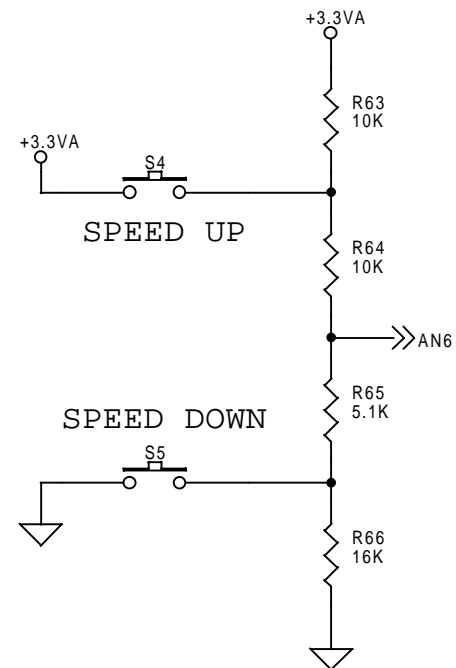 +3.3VA
R63
10K
+3.3VA
S4
SPEED UP
R64
10K
AN6
R65
5.1K
SPEED DOWN
S5
R66
16K